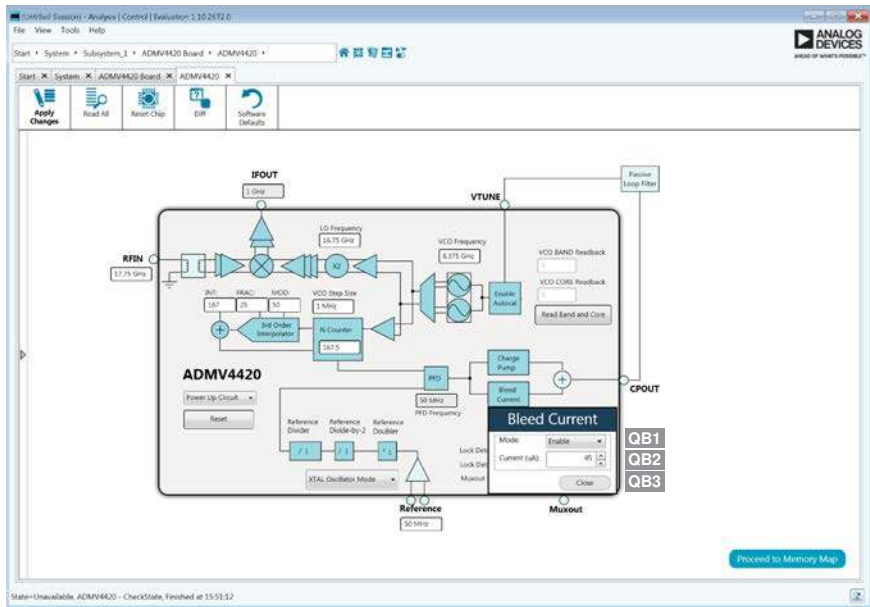 (Untitled Session) - Analysis | Control | Evaluation 1.10.2672.0
File View Tools Help
ANALOG
DEVICES
AHEAD OF WHAT'S POSSIBLE™
Start System Subsystem_1 ADMV4420 Board ADMV4420
Start System ADMV4420 Board ADMV4420
Apply
Changes
Read All
Reset Chip
Diff
Software
Defaults
IFOUT
1 GHz
VTUNE
Passive
Loop Filter
LO Frequency
16.75 GHz
VCO Frequency
8.375 GHz
RFIN
17.75 GHz
X2
VCO BAND Readback
VCO CORE Readback
Enable
Autocal
Read Band and Core
INT: FRAC: MOD:
167 25 50
VCO Step Size
1 MHz
3rd Order
Interpolator
N Counter
167.5
ADMV4420
Power Up Circuit
Reset
PFD
50 MHz
PFD Frequency
Charge
Pump
Bleed
Current
CPOUT
Reference
Divider
Reference
Divide-by-2
Reference
Doubler
/ 1
/ 1
* 1
XTAL Oscillator Mode
Lock Det
Lock Det
Muxout
Bleed Current
Mode: Enable QB1
Current (uA): 45 QB2
Close QB3
Reference
50 MHz
Muxout
Proceed to Memory Map
State=Unavailable, ADMV4420 - CheckState, Finished at 15:51:12